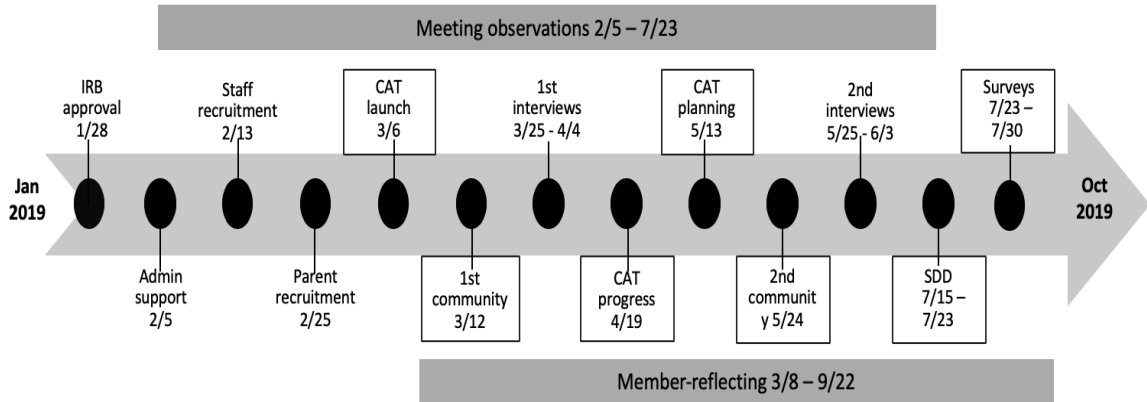 Meeting observations 2/5 – 7/23
IRB
approval
1/28
Staff
recruitment
2/13
CAT
launch
3/6
1st
interviews
3/25 - 4/4
CAT
planning
5/13
2nd
interviews
5/25 - 6/3
Surveys
7/23 –
7/30
Jan
2019
Oct
2019
Admin
support
2/5
Parent
recruitment
2/25
1st
community
3/12
CAT
progress
4/19
2nd
communit
y 5/24
SDD
7/15 –
7/23
Member-reflecting 3/8 – 9/22